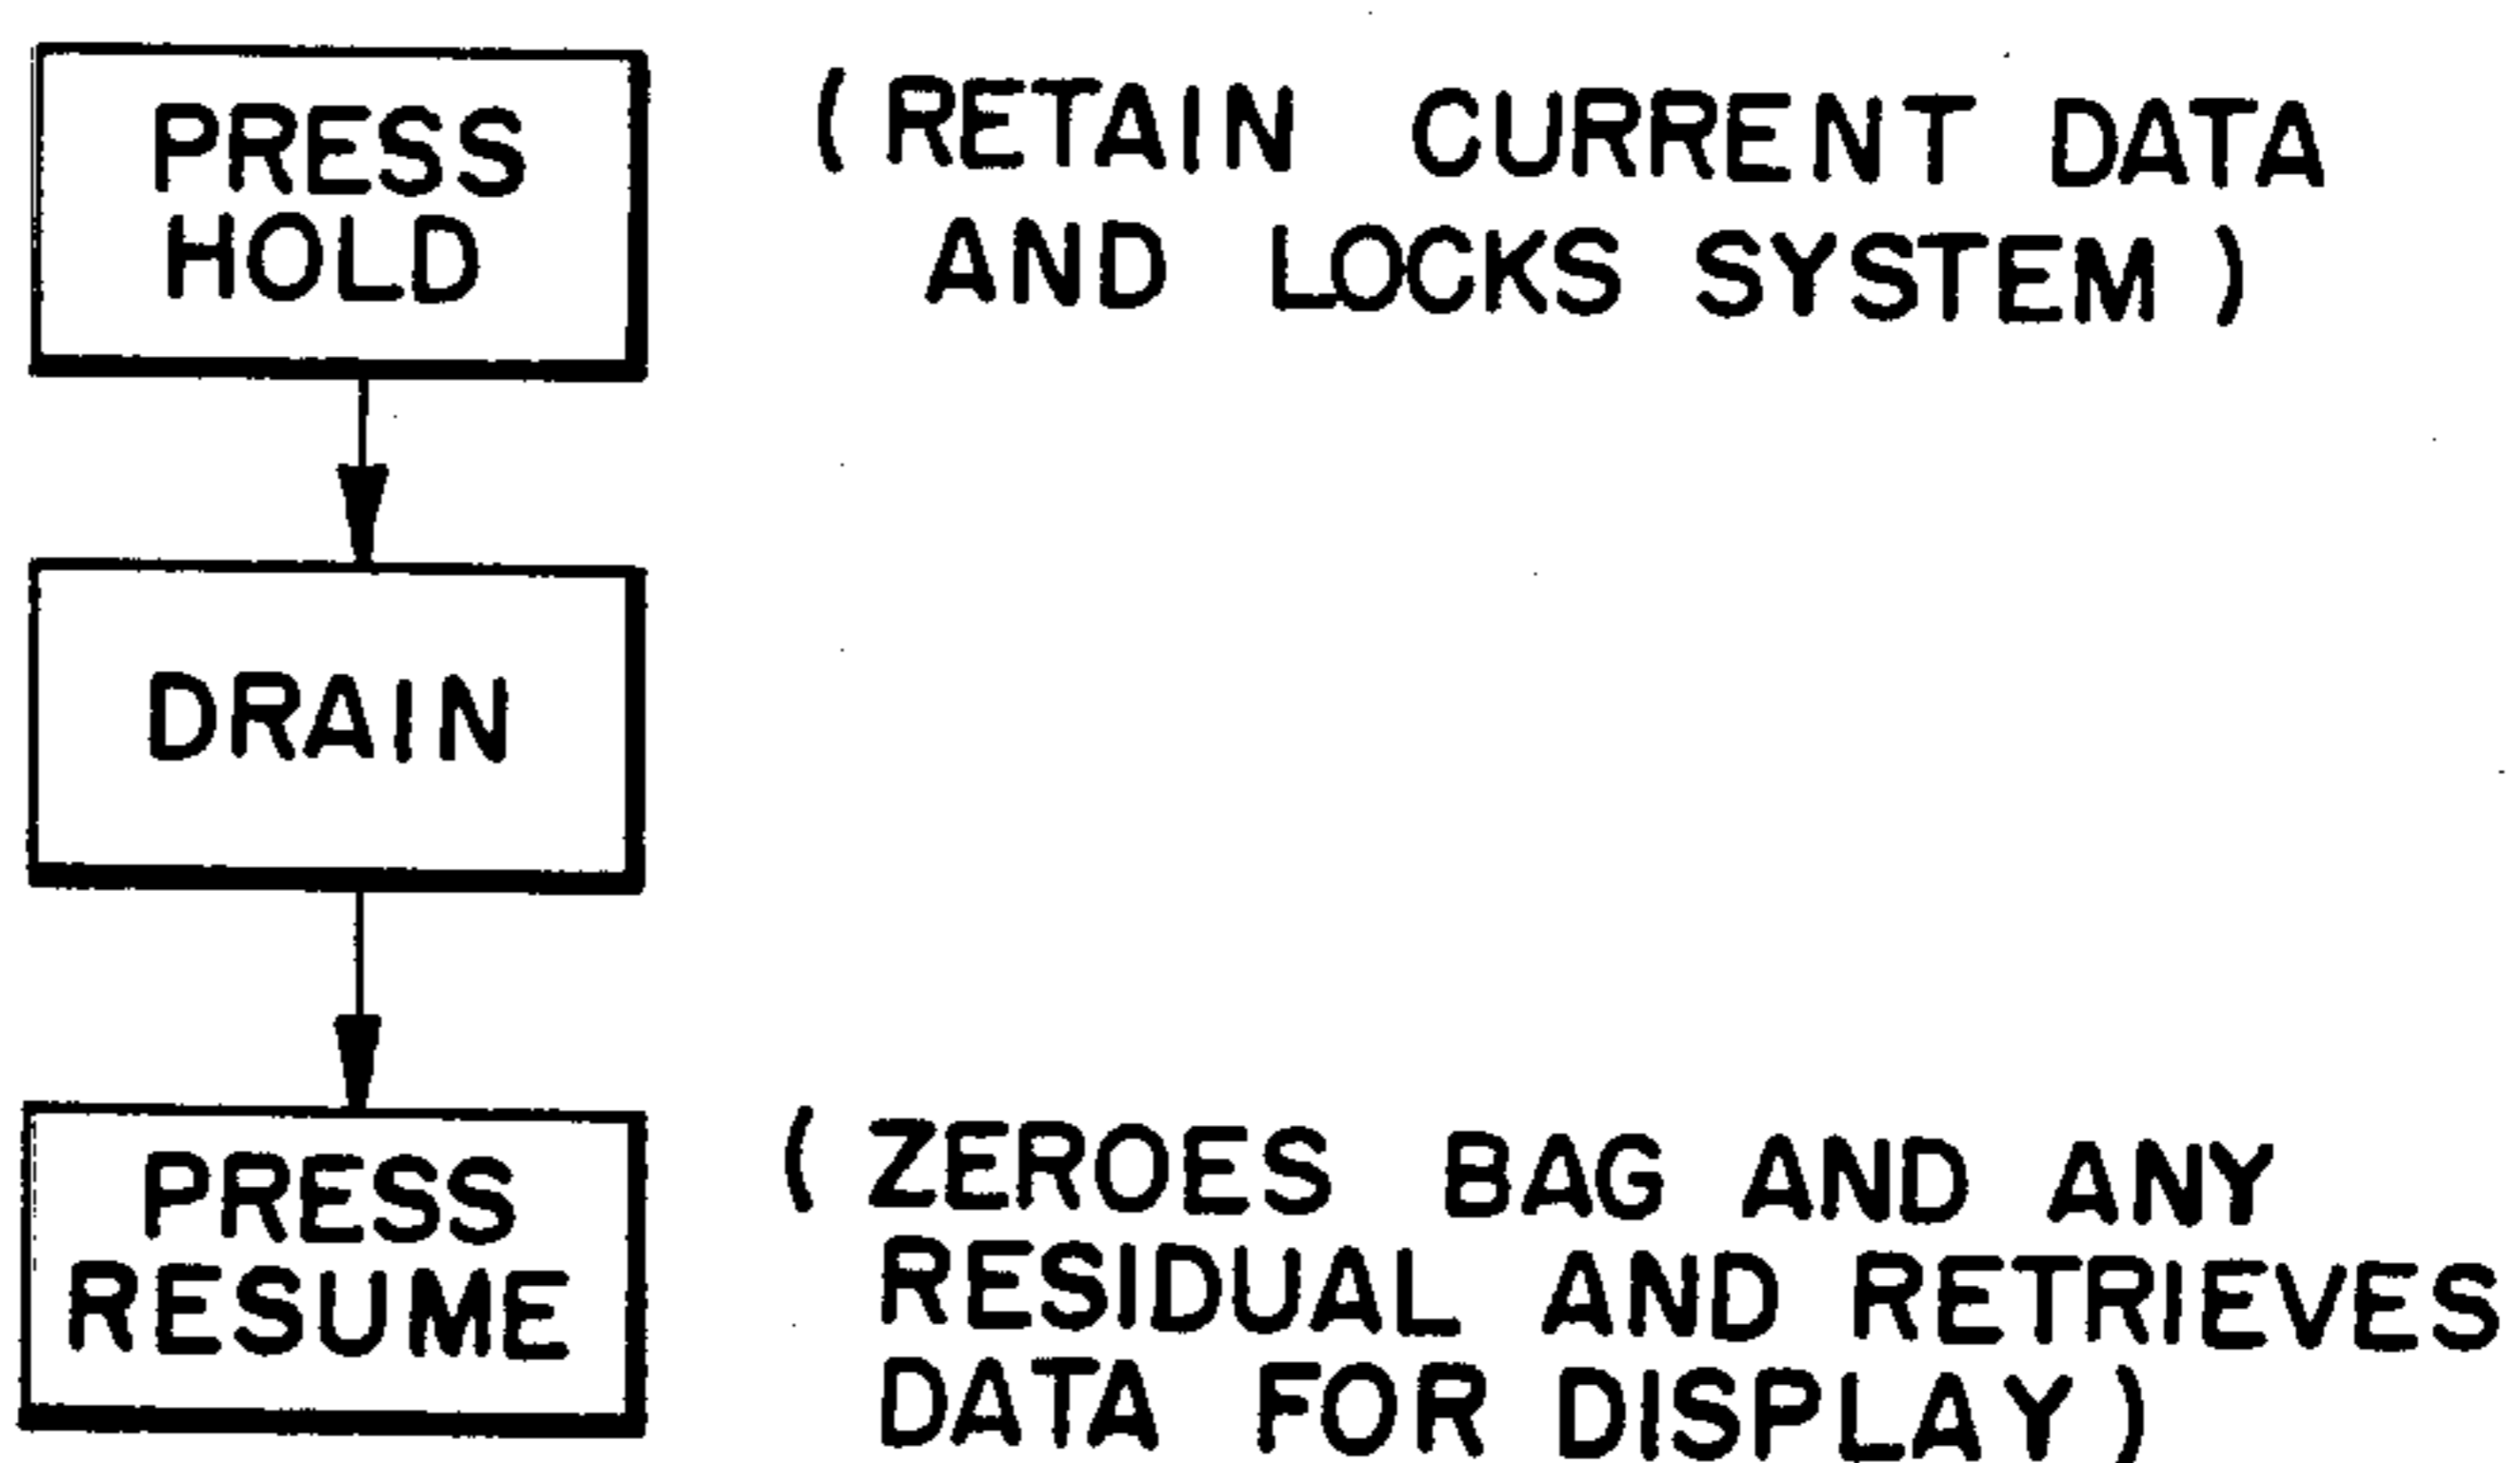 PRESS
HOLD
( RETAIN CURRENT DATA
AND LOCKS SYSTEM )
DRAIN
PRESS
RESUME
( ZEROES BAG AND ANY
RESIDUAL AND RETRIEVES
DATA FOR DISPLAY )